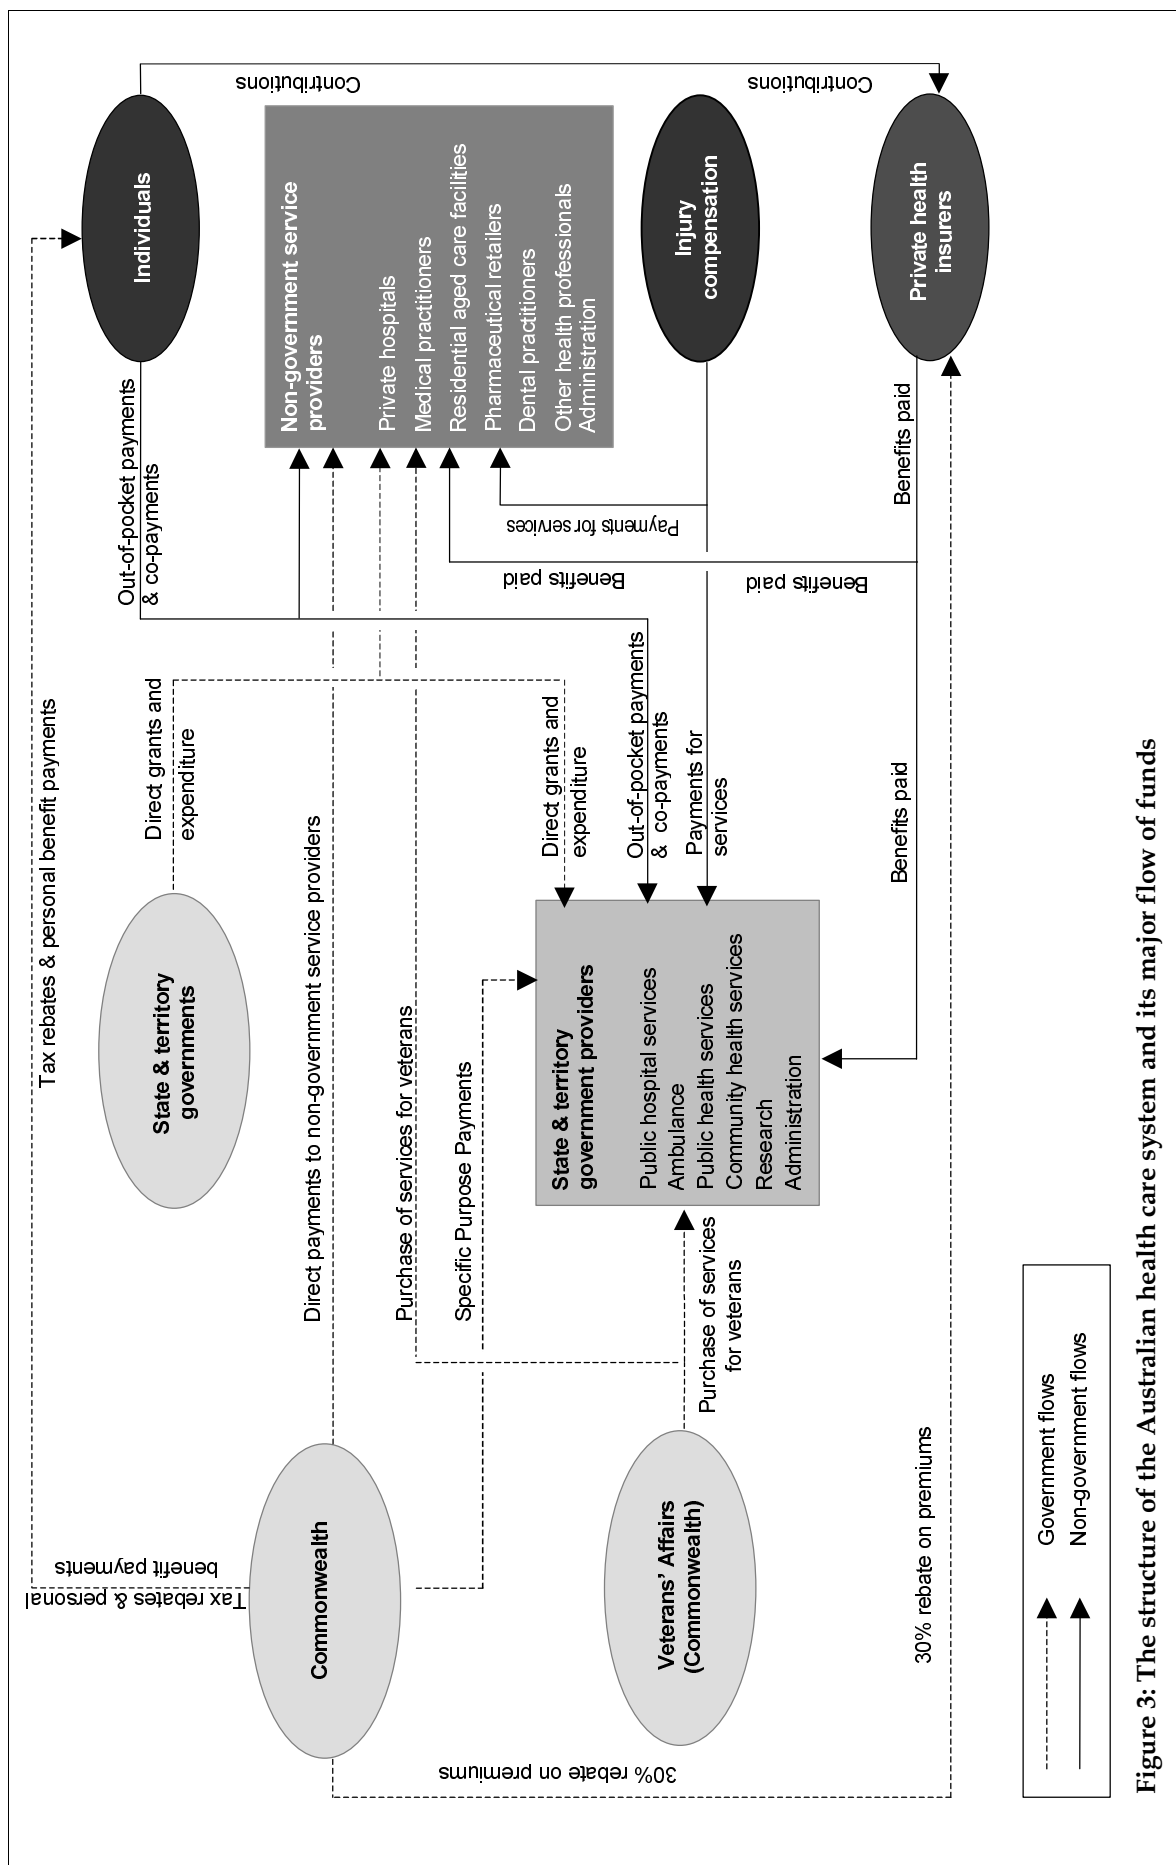 Tax rebates & personal benefit payments
Tax rebates & personal
benefit payments
State & territory
governments
Direct grants and
expenditure
Out-of-pocket payments
& co-payments
Individuals
Contributions
Commonwealth
Direct payments to non-government service providers
Purchase of services for veterans
Specific Purpose Payments
Non-government service
providers
Private hospitals
Medical practitioners
Residential aged care facilities
Pharmaceutical retailers
Dental practitioners
Other health professionals
Administration
Direct grants and
expenditure
Out-of-pocket payments
& co-payments
Payments for
services
Payments for services
Benefits paid
Benefits paid
State & territory
government providers
Public hospital services
Ambulance
Public health services
Community health services
Research
Administration
Veterans' Affairs
(Commonwealth)
Purchase of services
for veterans
Injury
compensation
Contributions
Private health
insurers
Benefits paid
Benefits paid
30% rebate on premiums
30% rebate on premiums
Government flows
Non-government flows
Figure 3: The structure of the Australian health care system and its major flow of funds